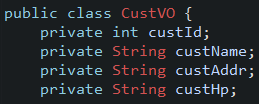 public class CustVO {
    private int custId;
    private String custName;
    private String custAddr;
    private String custHp;